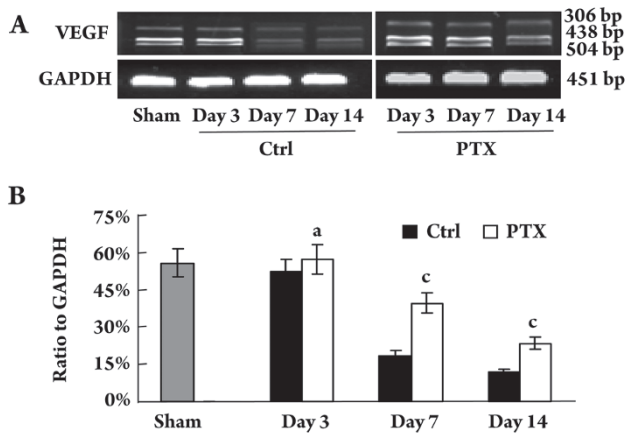 A
VEGF
306 bp
438 bp
504 bp
GAPDH
451 bp
Sham Day 3 Day 7 Day 14 Day 3 Day 7 Day 14
Ctrl PTX
B
75%
60%
45%
30%
15%
0%
Ratio to GAPDH
a
c
c
Ctrl PTX
Sham Day 3 Day 7 Day 14